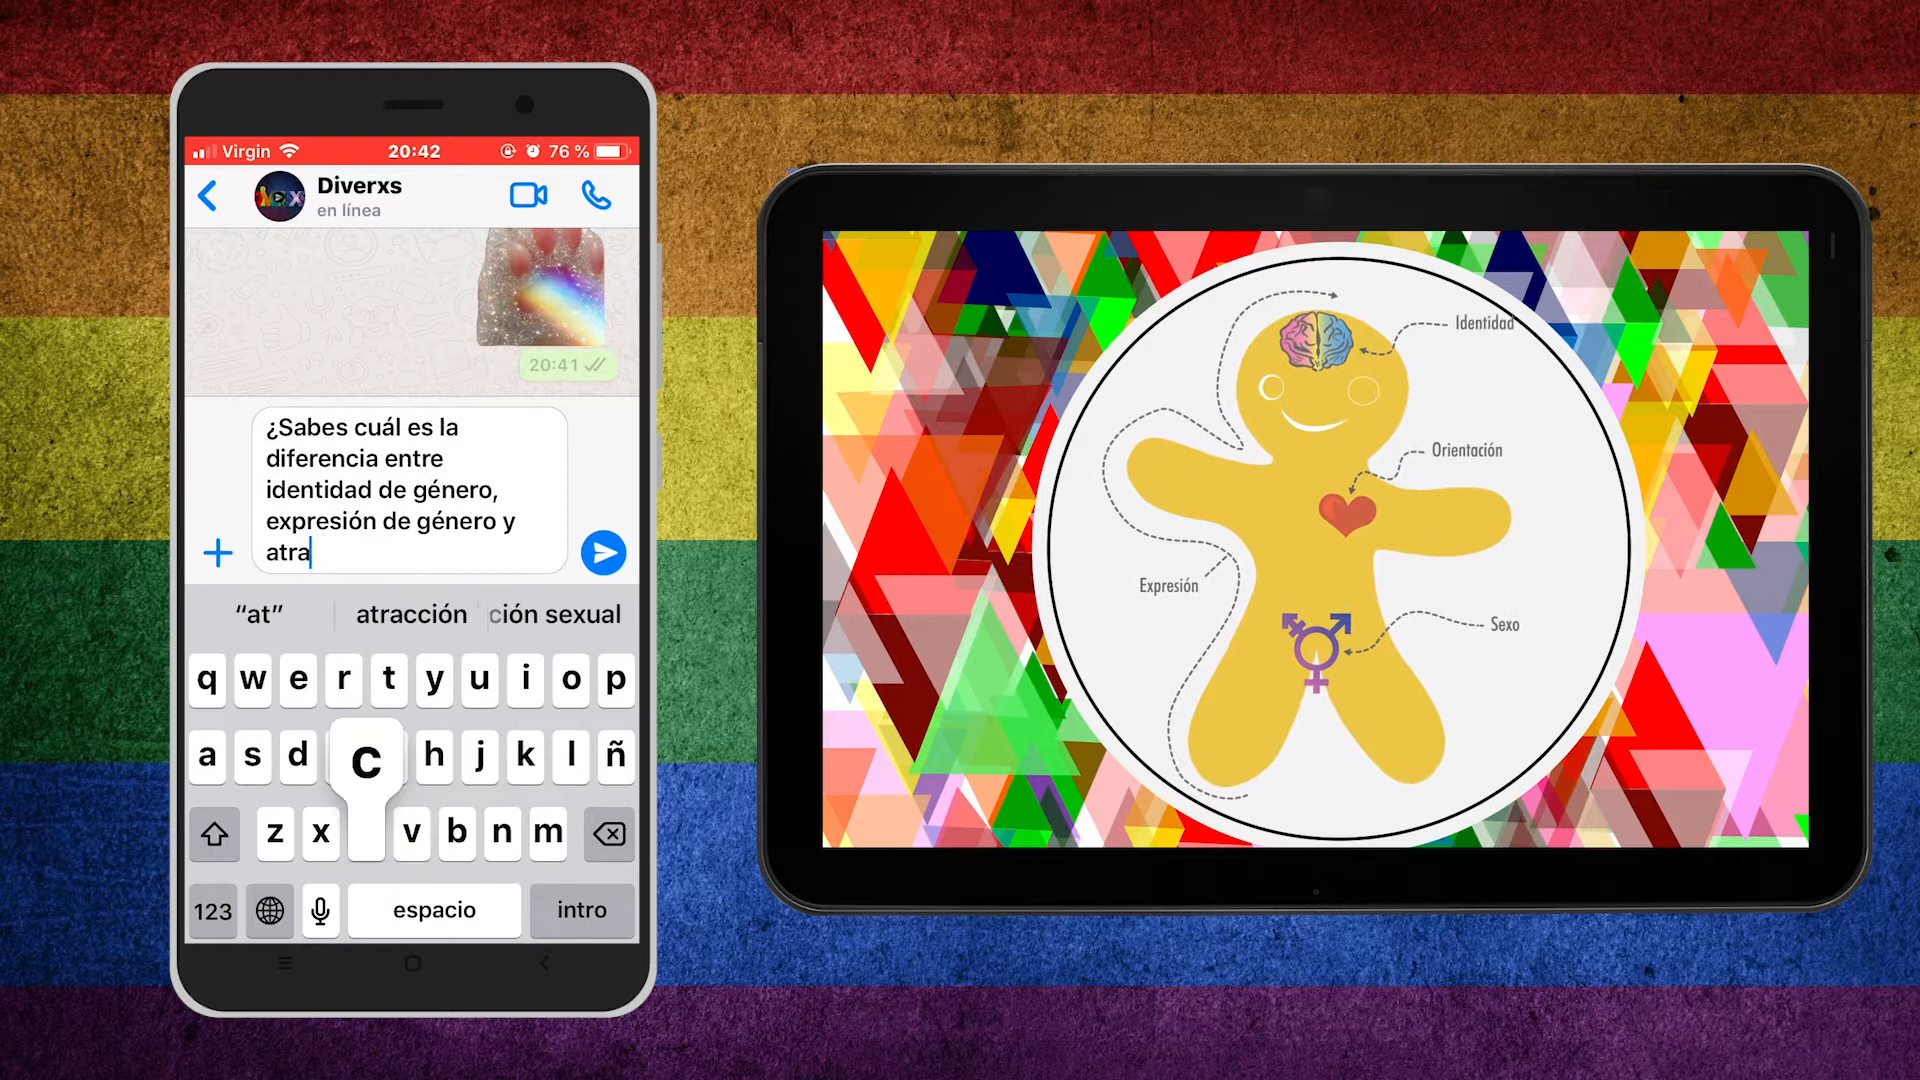 Virgin
20:42
76 %
Diverxs
en línea
20:41
¿Sabes cuál es la
diferencia entre
identidad de género,
expresión de género y
atra
“at”
atracción
ción sexual
q w e r t y u i o p
a s d h j k l ñ
c
z x v b n m
123
espacio
intro
Identidad
Orientación
Expresión
Sexo